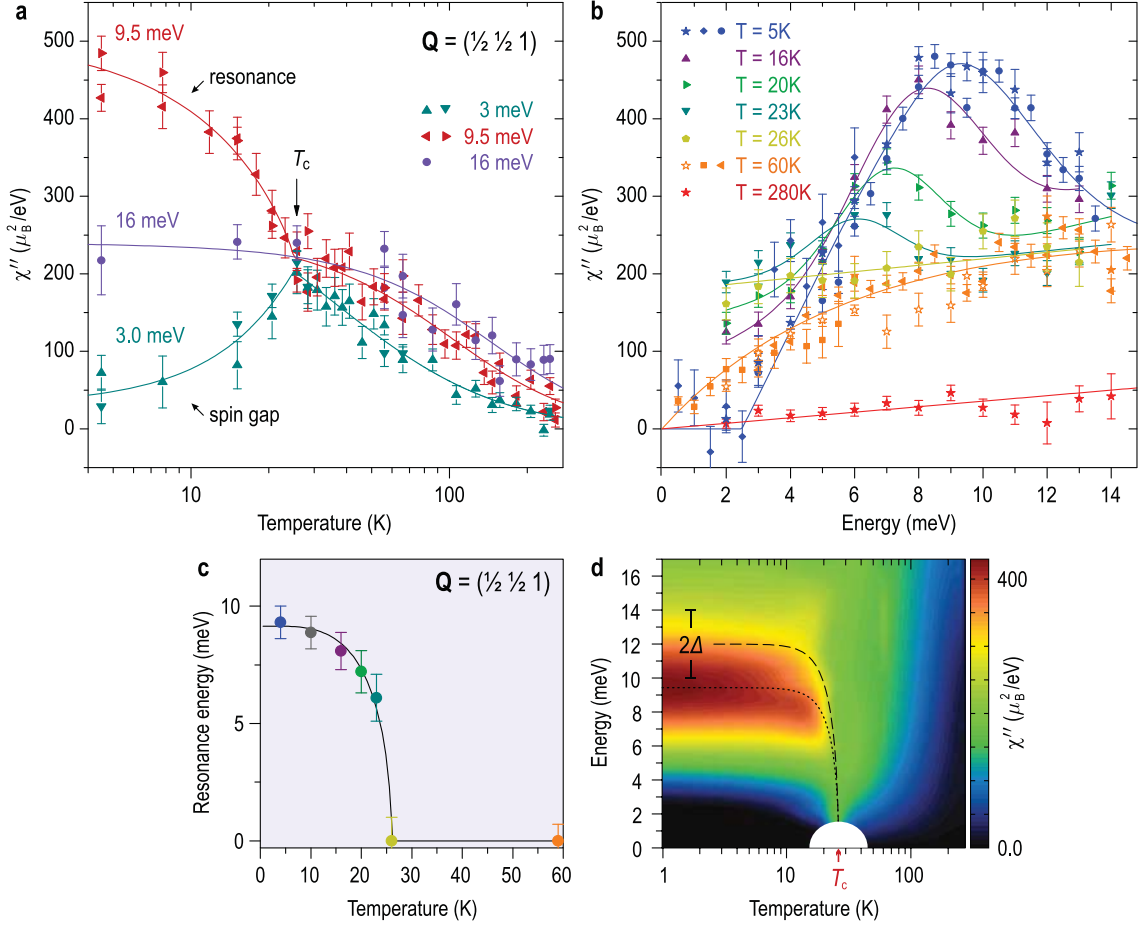 a
9.5 meV
Q = (½ ½ 1)
resonance
3 meV
9.5 meV
16 meV
Tc
16 meV
3.0 meV
spin gap
500
400
300
200
100
0
χ″ (μB²/eV)
10
100
Temperature (K)
b
T = 5K
T = 16K
T = 20K
T = 23K
T = 26K
T = 60K
T = 280K
500
400
300
200
100
0
χ″ (μB²/eV)
0 2 4 6 8 10 12 14
Energy (meV)
c
Q = (½ ½ 1)
10
5
0
Resonance energy (meV)
0 10 20 30 40 50 60
Temperature (K)
d
16
14
12
10
8
6
4
2
0
Energy (meV)
2Δ
1 10 100
Tc
Temperature (K)
400
0.0
χ″ (μB²/eV)